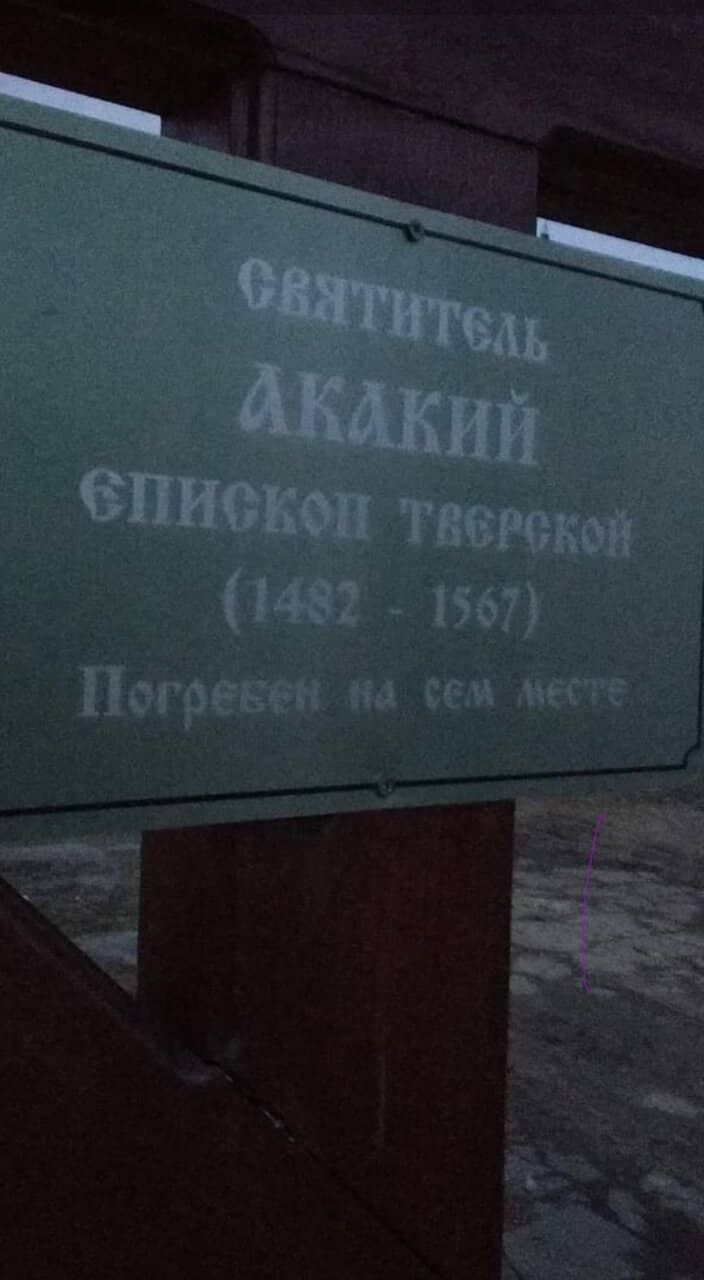 СВЯТИТЕЛЬ
АКАКИЙ
ЕПИСКОП ТВЕРСКОЙ
(1482 - 1567)
Погребен на сем месте